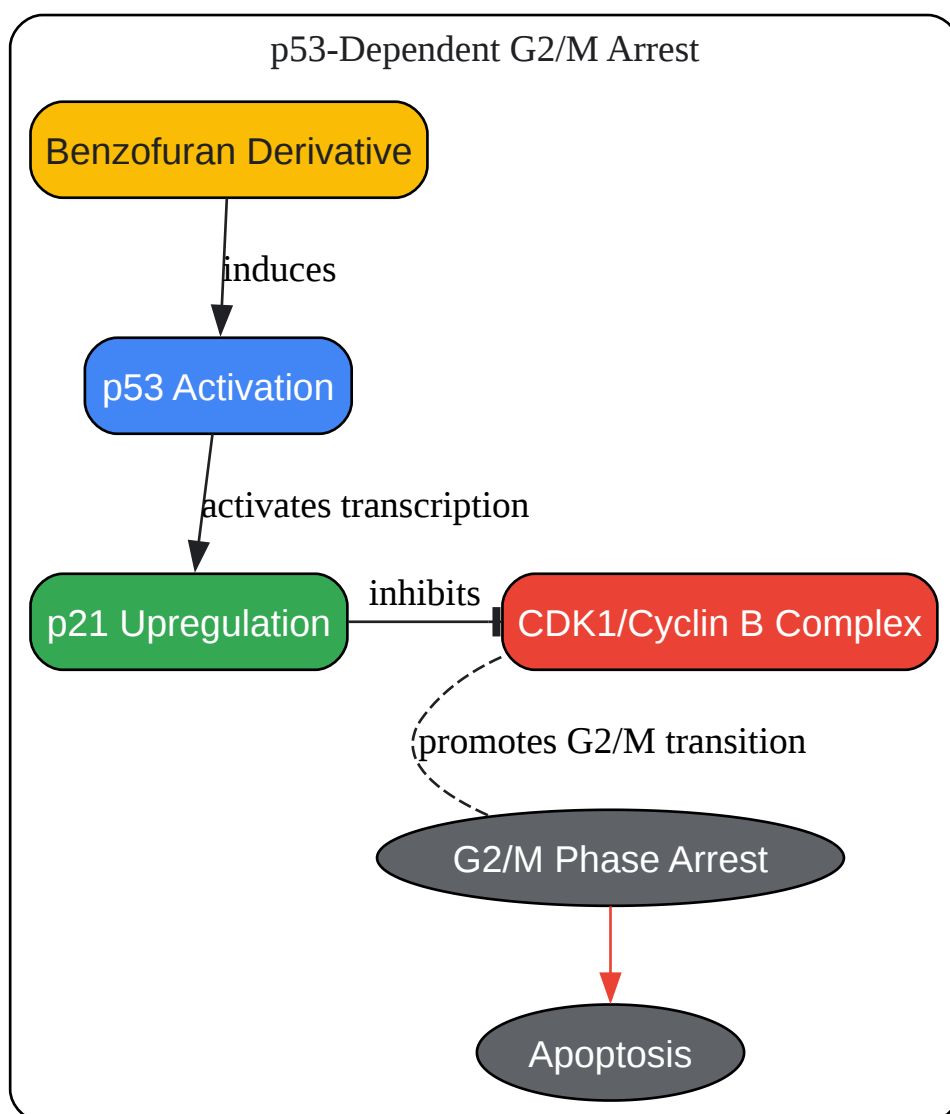 p53-Dependent G2/M Arrest
Benzofuran Derivative
induces
p53 Activation
activates transcription
p21 Upregulation
inhibits
CDK1/Cyclin B Complex
promotes G2/M transition
G2/M Phase Arrest
Apoptosis